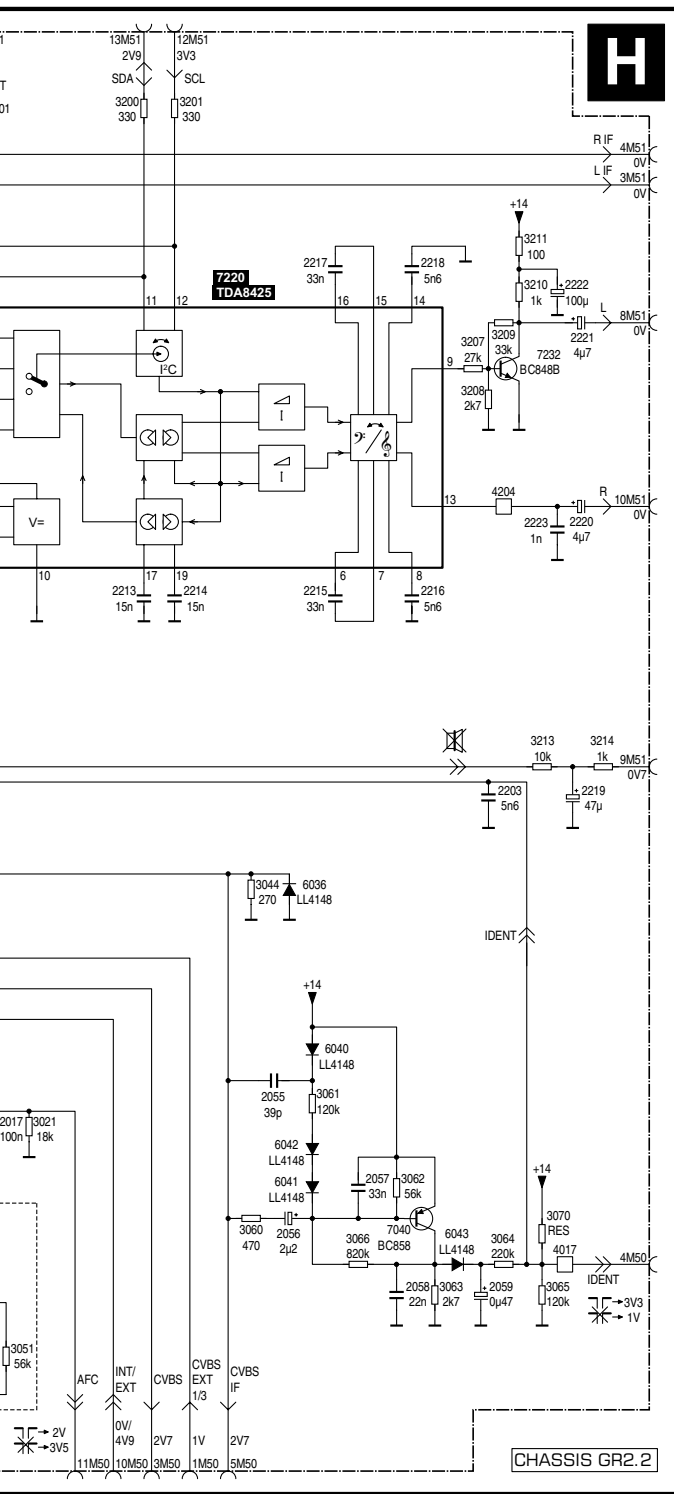 1
13M51
12M51
2V9
3V3
T
SDA
SCL
H
01
3200
330
3201
330
R IF
4M51
0V
L IF
3M51
0V
+14
3211
100
2217
33n
2218
5n6
7220
TDA8425
3210
1k
2222
100µ
11
12
16
15
14
L
8M51
0V
3207
27k
3209
33k
2221
4µ7
7232
BC848B
9
I²C
3208
2k7
I
I
4204
R
10M51
0V
13
V=
2223
1n
2220
4µ7
10
17
19
6
7
8
2213
15n
2214
15n
2215
33n
2216
5n6
3213
10k
3214
1k
9M51
0V7
2203
5n6
2219
47µ
3044
270
6036
LL4148
IDENT
+14
6040
LL4148
2055
39p
3061
120k
2017
100n
3021
18k
6042
LL4148
6041
LL4148
2057
33n
3062
56k
+14
3060
470
2056
2µ2
7040
BC858
3066
820k
6043
LL4148
3064
220k
3070
RES
4017
4M50
IDENT
2058
22n
3063
2k7
2059
0µ47
3065
120k
3V3
1V
3051
56k
AFC
INT/
EXT
CVBS
CVBS
EXT
1/3
CVBS
IF
2V
3V5
0V/
4V9
2V7
1V
2V7
11M50
10M50
3M50
1M50
5M50
CHASSIS GR2.2